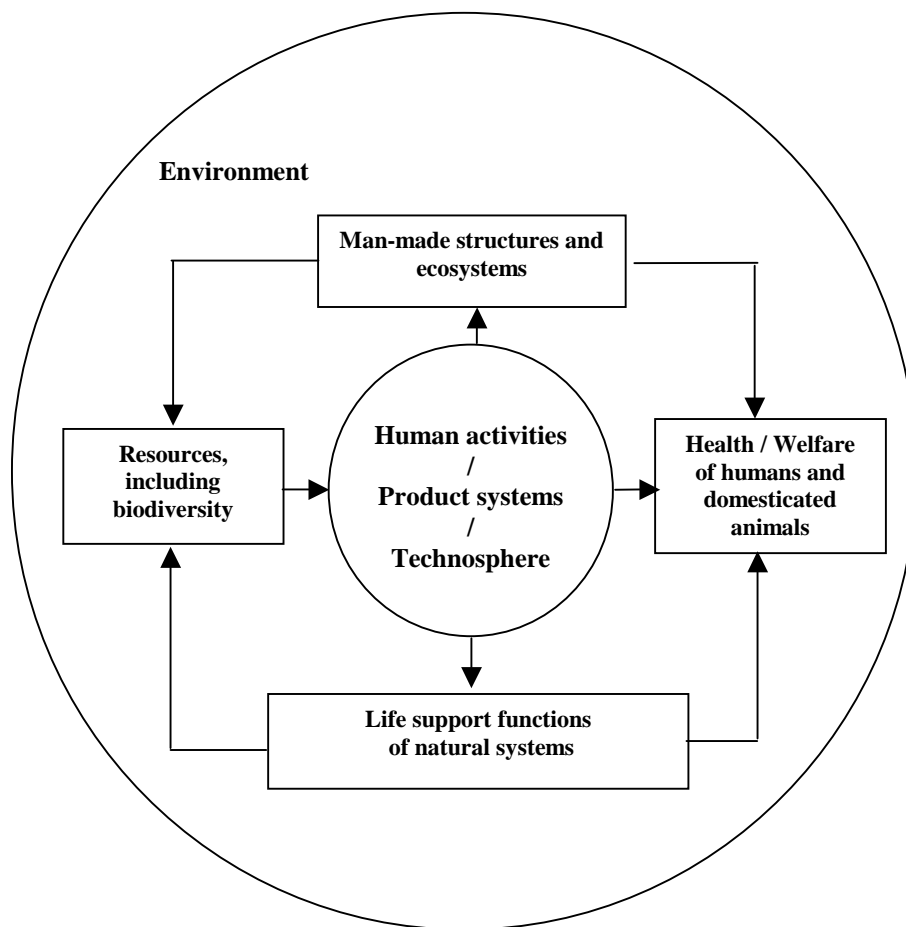 Environment
Man-made structures and
ecosystems
Resources,
including
biodiversity
Human activities
/
Product systems
/
Technosphere
Health / Welfare
of humans and
domesticated
animals
Life support functions
of natural systems